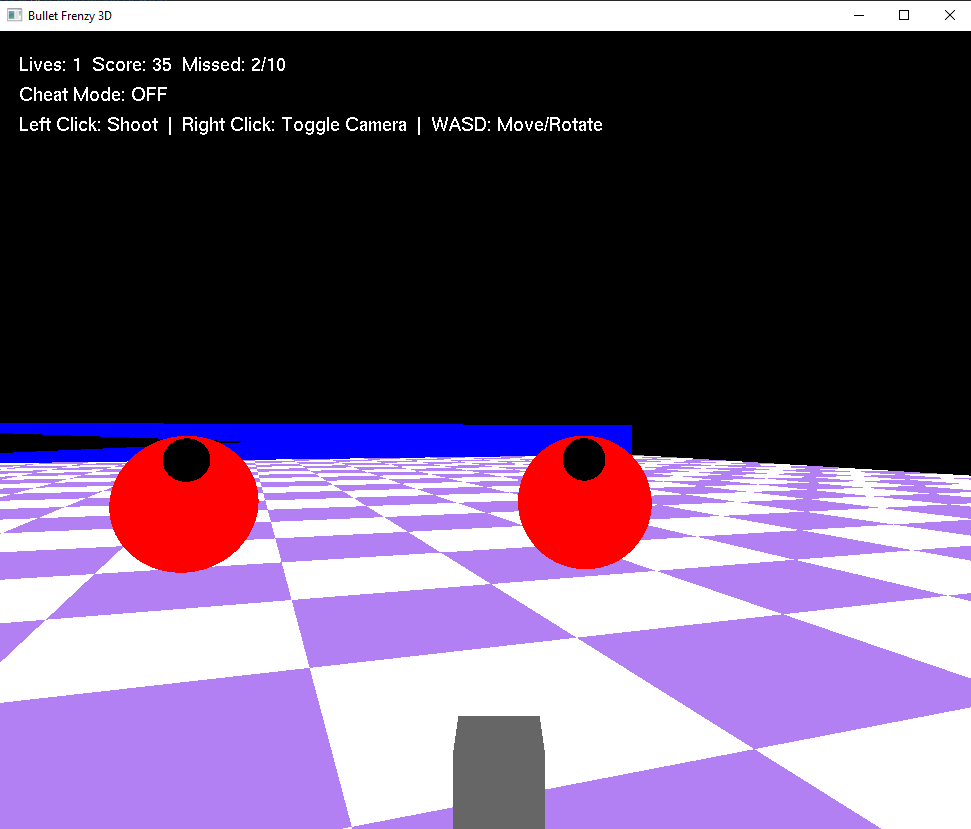 Bullet Frenzy 3D
Lives: 1  Score: 35  Missed: 2/10
Cheat Mode: OFF
Left Click: Shoot  |  Right Click: Toggle Camera  |  WASD: Move/Rotate